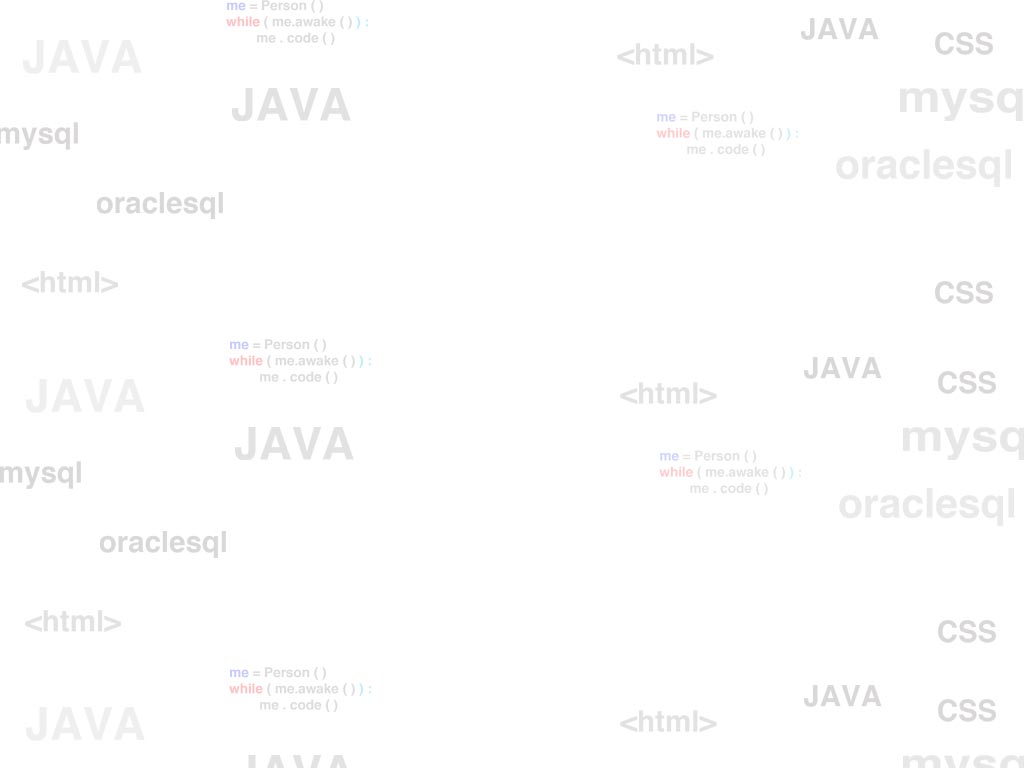 me = Person ( )
while ( me.awake ( ) ) :
me . code ( )
JAVA
CSS
<html>
JAVA
JAVA
mysq
me = Person ( )
while ( me.awake ( ) ) :
me . code ( )
mysql
oraclesql
oraclesql
<html>
CSS
me = Person ( )
while ( me.awake ( ) ) :
me . code ( )
JAVA
CSS
<html>
JAVA
JAVA
mysq
me = Person ( )
while ( me.awake ( ) ) :
me . code ( )
mysql
oraclesql
oraclesql
<html>
CSS
me = Person ( )
while ( me.awake ( ) ) :
me . code ( )
JAVA
CSS
<html>
JAVA
JAVA
mysq